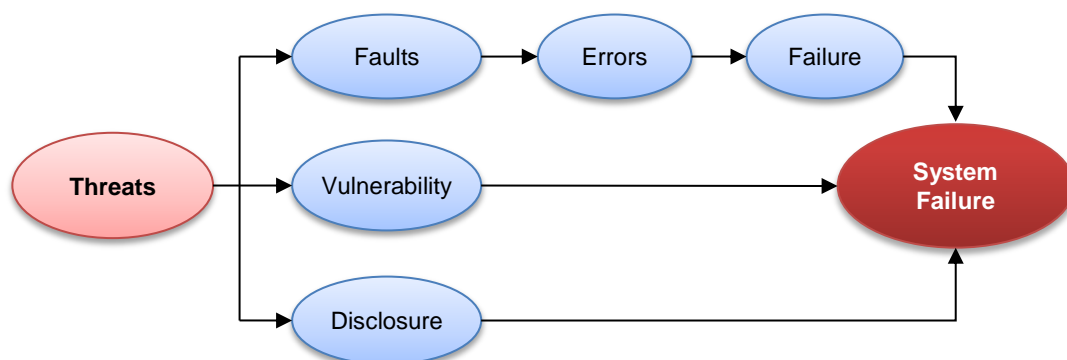 Faults
Errors
Failure
Threats
Vulnerability
System
Failure
Disclosure